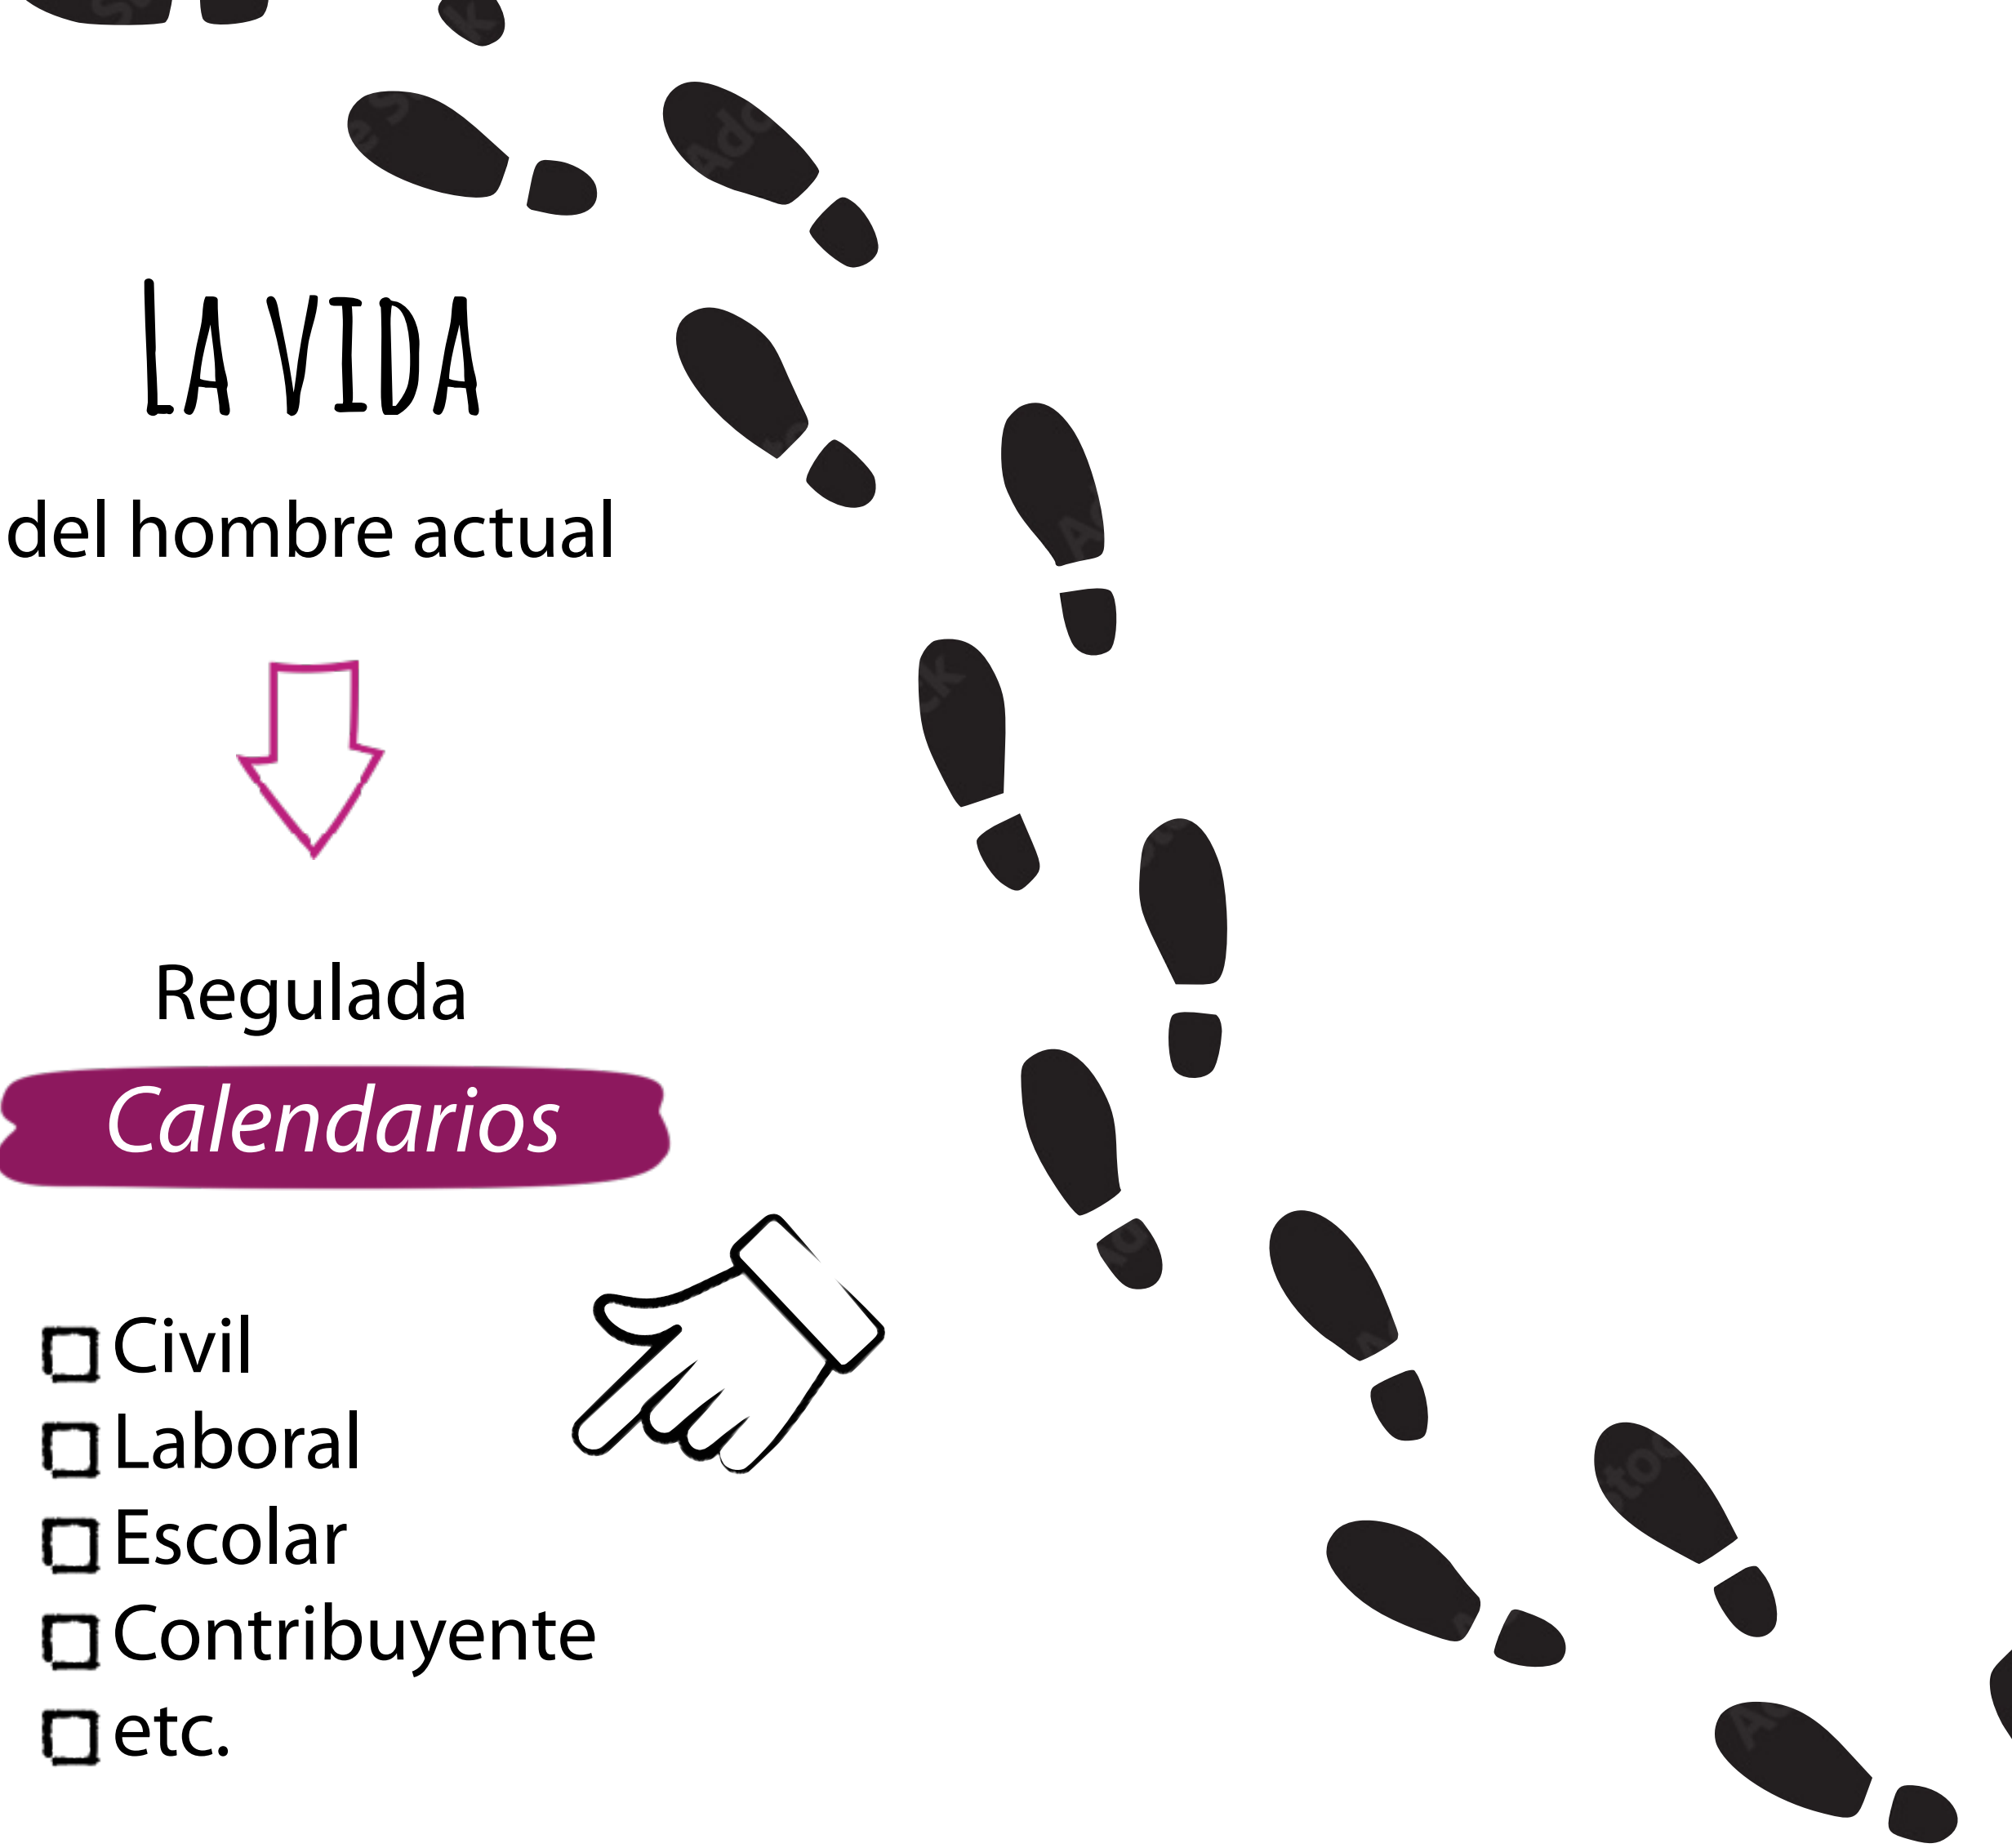 La vida
del hombre actual
Regulada
Calendarios
Civil
Laboral
Escolar
Contribuyente
etc.